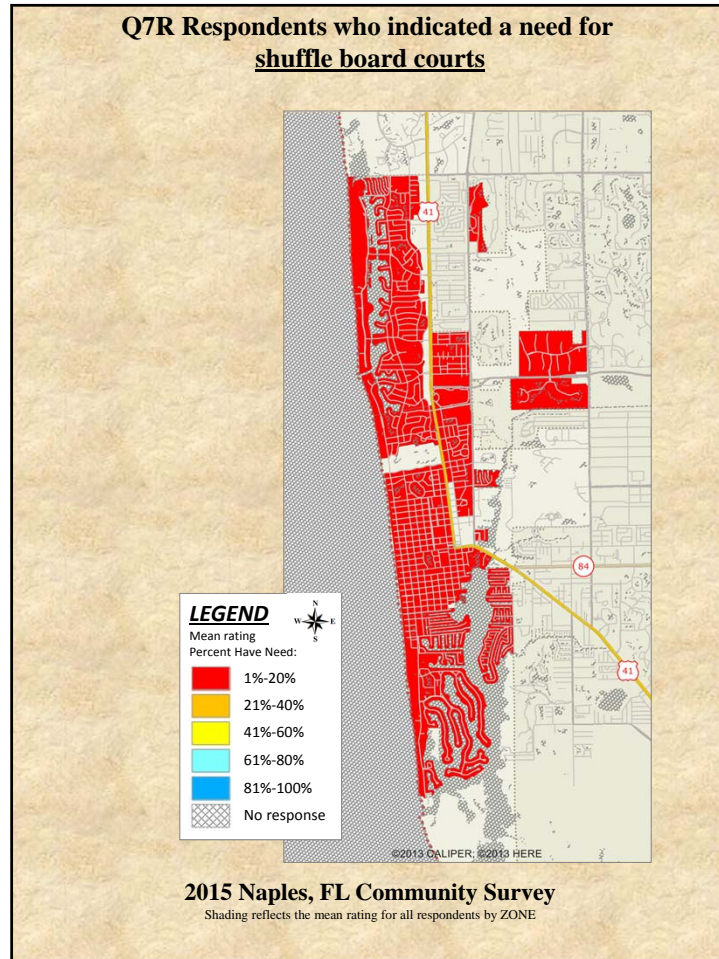 Q7R Respondents who indicated a need for
shuffle board courts
41
84
41
LEGEND
N
W E
S
Mean rating
Percent Have Need:
1%-20%
21%-40%
41%-60%
61%-80%
81%-100%
No response
©2013 CALIPER; ©2013 HERE
2015 Naples, FL Community Survey
Shading reflects the mean rating for all respondents by ZONE